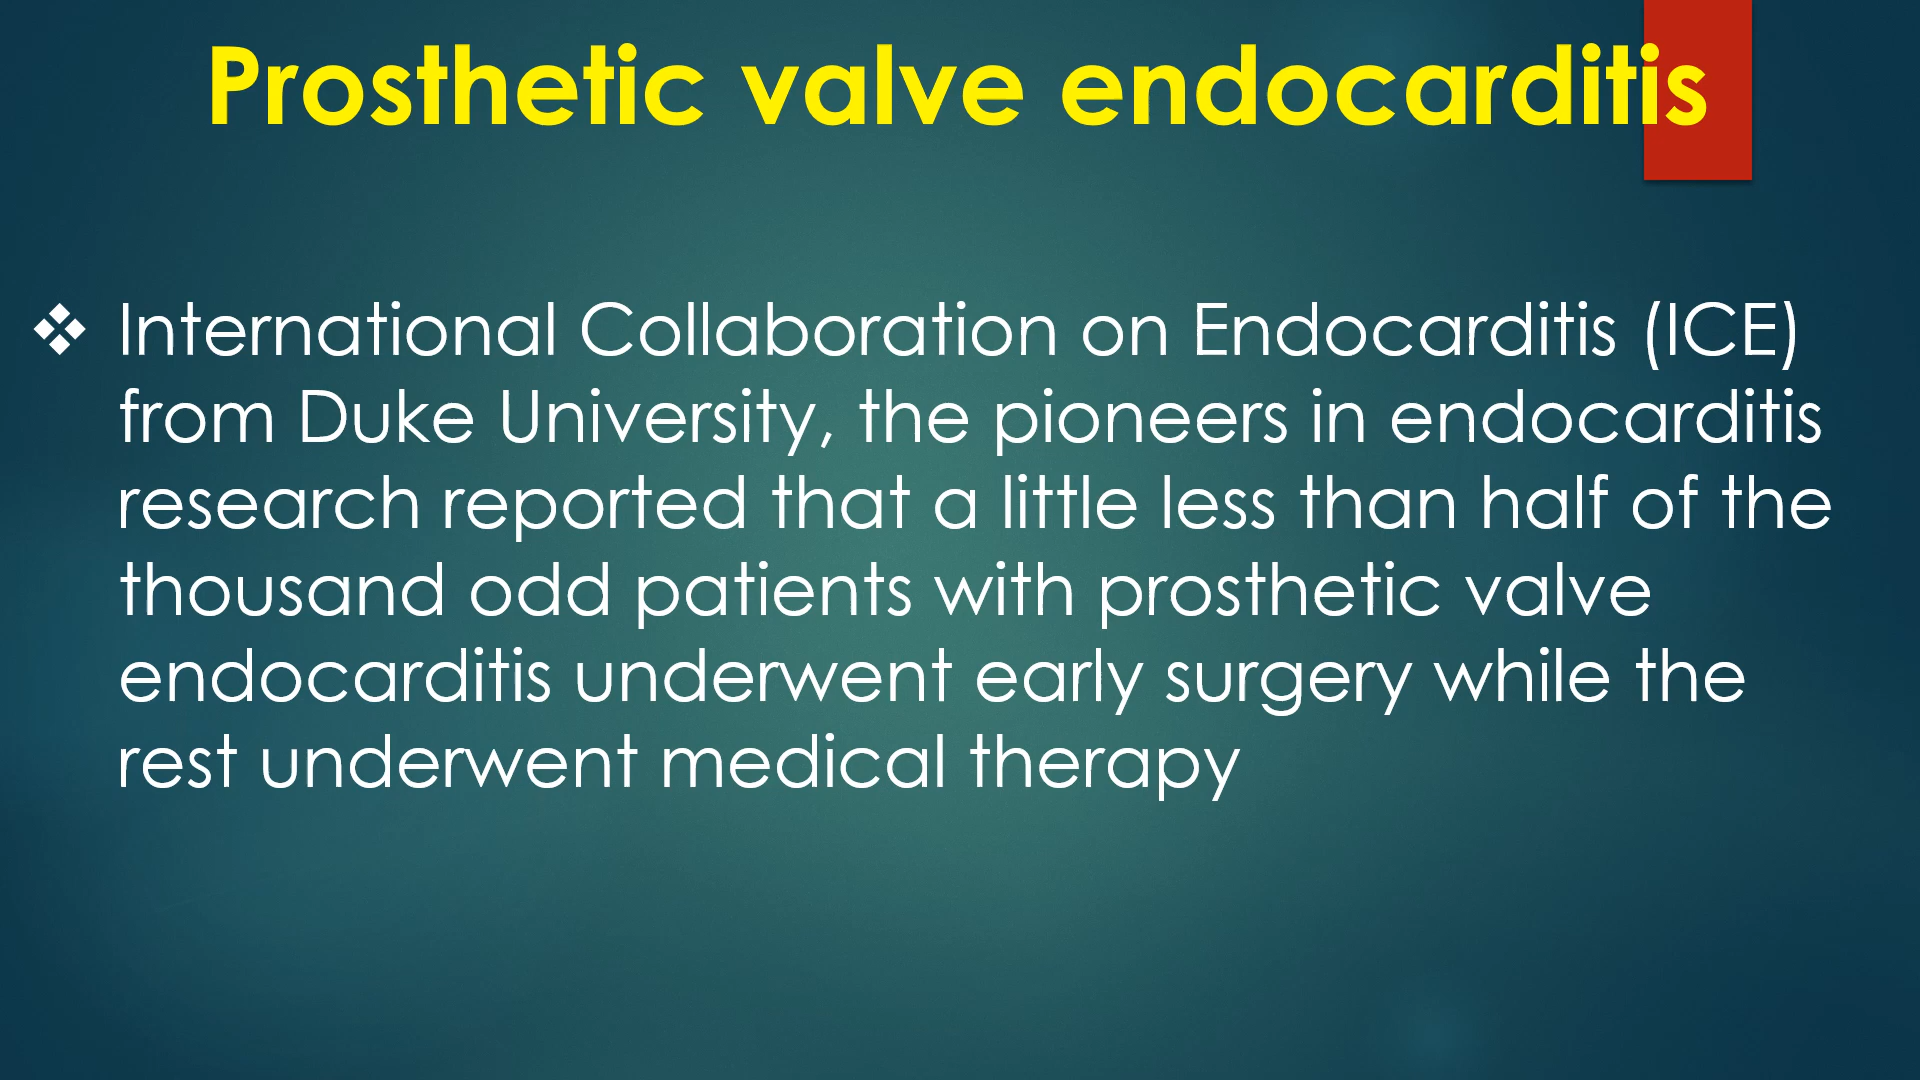 Prosthetic valve endocarditis
❖ International Collaboration on Endocarditis (ICE)
from Duke University, the pioneers in endocarditis
research reported that a little less than half of the
thousand odd patients with prosthetic valve
endocarditis underwent early surgery while the
rest underwent medical therapy